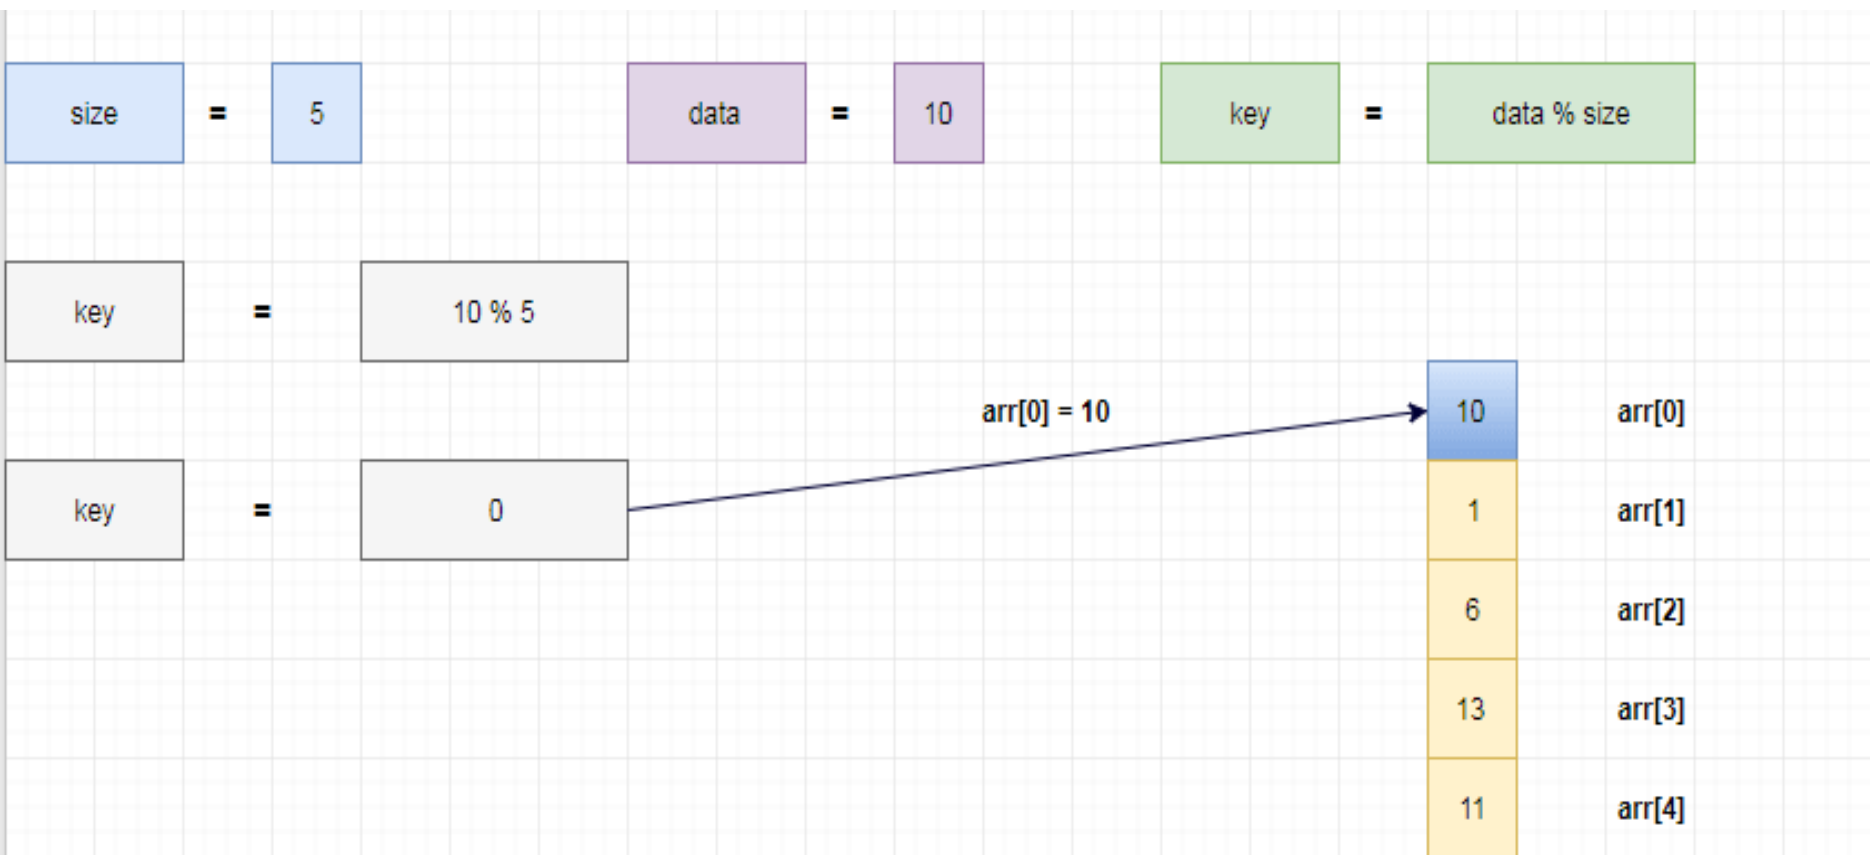 size = 5 data = 10 key = data % size
key = 10 % 5
arr[0] = 10 10 arr[0]
key = 0 1 arr[1]
6 arr[2]
13 arr[3]
11 arr[4]